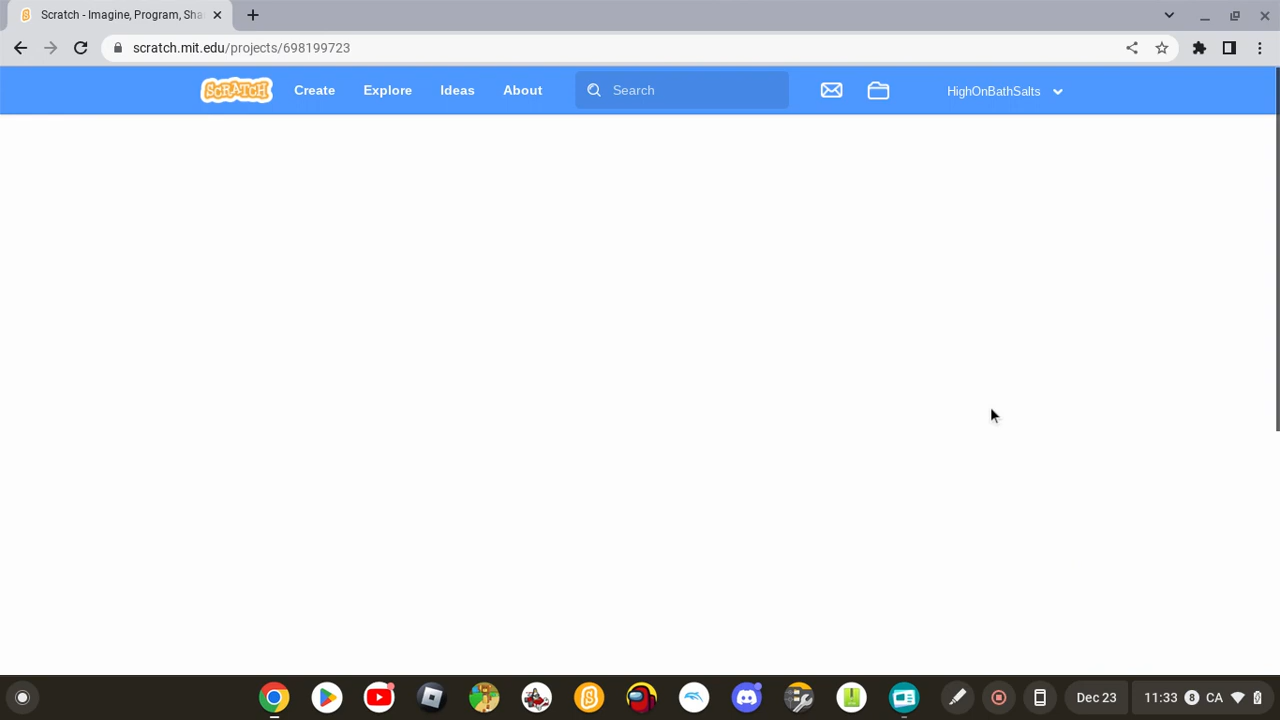 Scratch - Imagine, Program, Sha
scratch.mit.edu/projects/698199723
SCRATCH Create Explore Ideas About Search HighOnBathSalts
Dec 23 11:33 8 CA